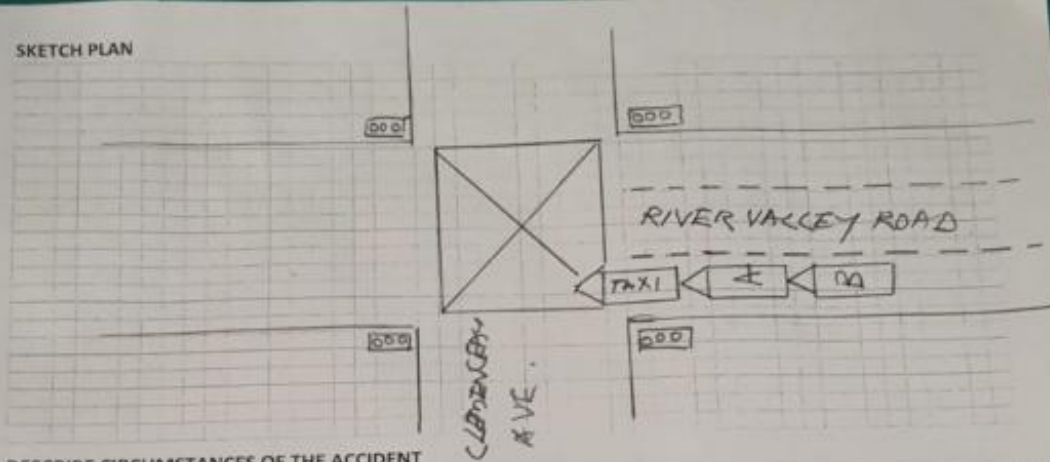 SKETCH PLAN
RIVER VALLEY ROAD
TAXI
A
B
CLEMENCEAU
AVE.
DESCRIBE CIRCUMSTANCES OF THE ACCIDENT